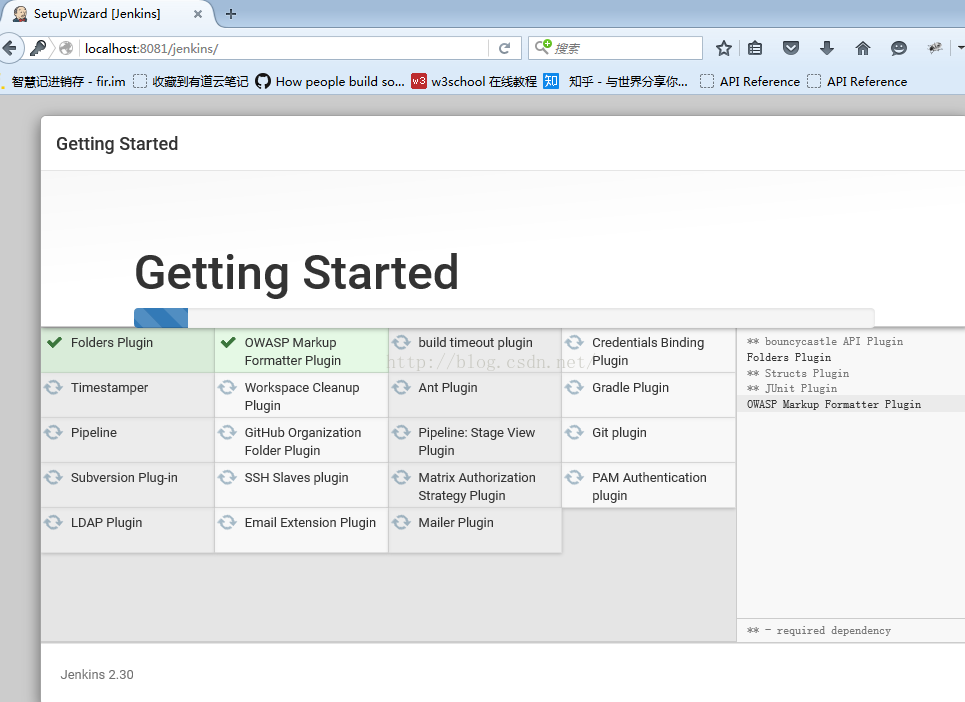 SetupWizard [Jenkins]
localhost:8081/jenkins/
搜索
智慧记进销存 - fir.im 收藏到有道云笔记 How people build so... w3 w3school 在线教程 知 知乎 - 与世界分享你... API Reference API Reference
Getting Started
Getting Started
Folders Plugin
OWASP Markup
Formatter Plugin
build timeout plugin
Credentials Binding
Plugin
Timestamper
Workspace Cleanup
Plugin
Ant Plugin
Gradle Plugin
Pipeline
GitHub Organization
Folder Plugin
Pipeline: Stage View
Plugin
Git plugin
Subversion Plug-in
SSH Slaves plugin
Matrix Authorization
Strategy Plugin
PAM Authentication
plugin
LDAP Plugin
Email Extension Plugin
Mailer Plugin
** bouncycastle API Plugin
Folders Plugin
** Structs Plugin
** JUnit Plugin
OWASP Markup Formatter Plugin
** - required dependency
http://blog.csdn.net/
Jenkins 2.30